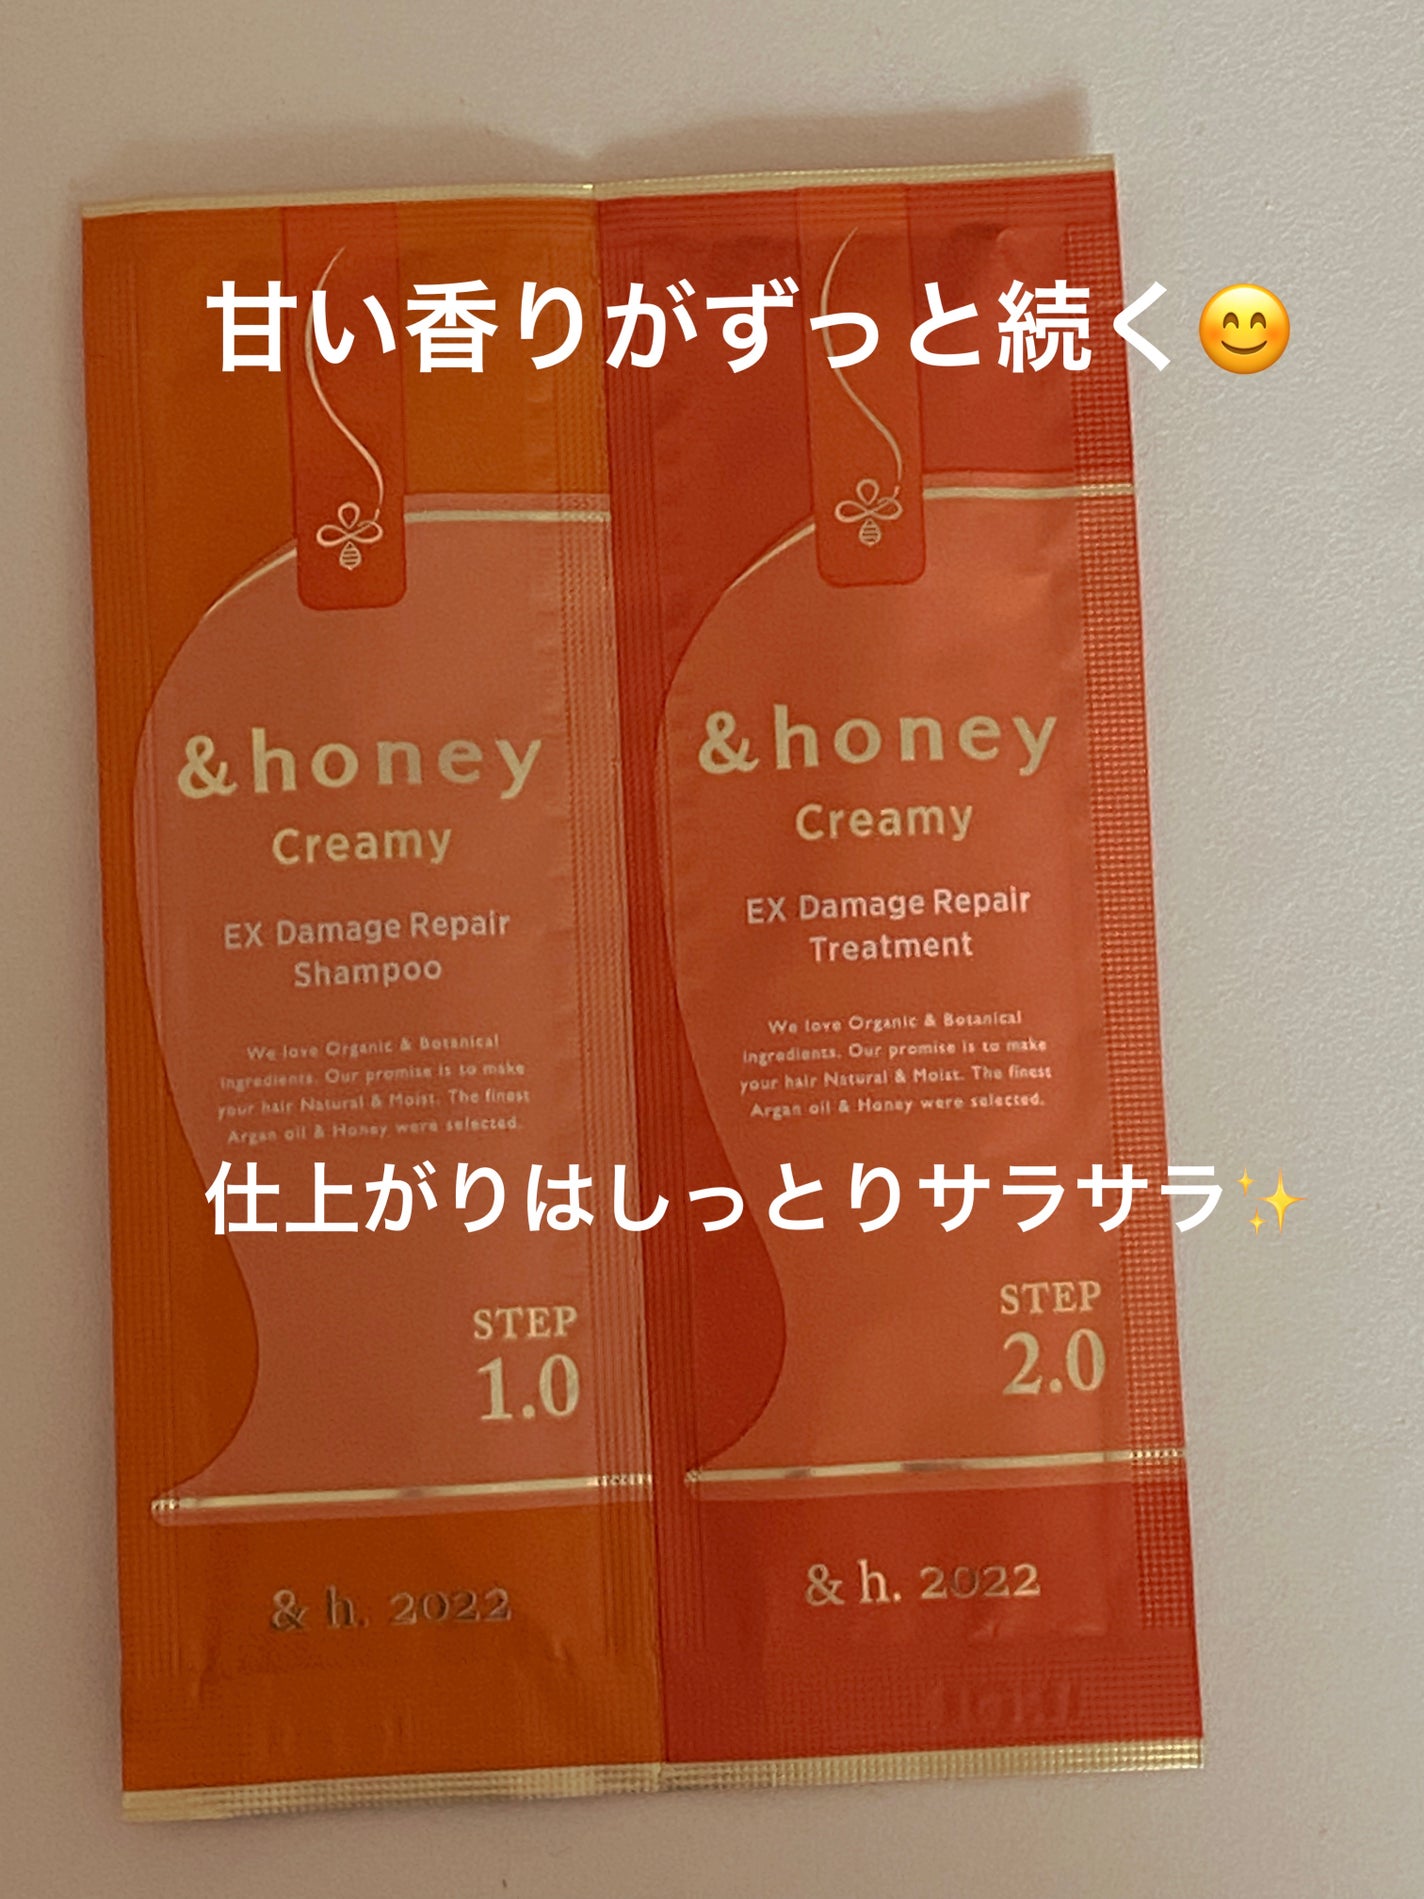 甘い香りがずっと続く😊
&honey
Creamy
EX Damage Repair
Shampoo
We love Organic & Botanical
ingredients. Our promise is to make
your hair Natural & Moist. The finest
Argan oil & Honey were selected.
STEP
1.0
& h. 2022
&honey
Creamy
EX Damage Repair
Treatment
We love Organic & Botanical
ingredients. Our promise is to make
your hair Natural & Moist. The finest
Argan oil & Honey were selected.
STEP
2.0
& h. 2022
仕上がりはしっとりサラサラ✨